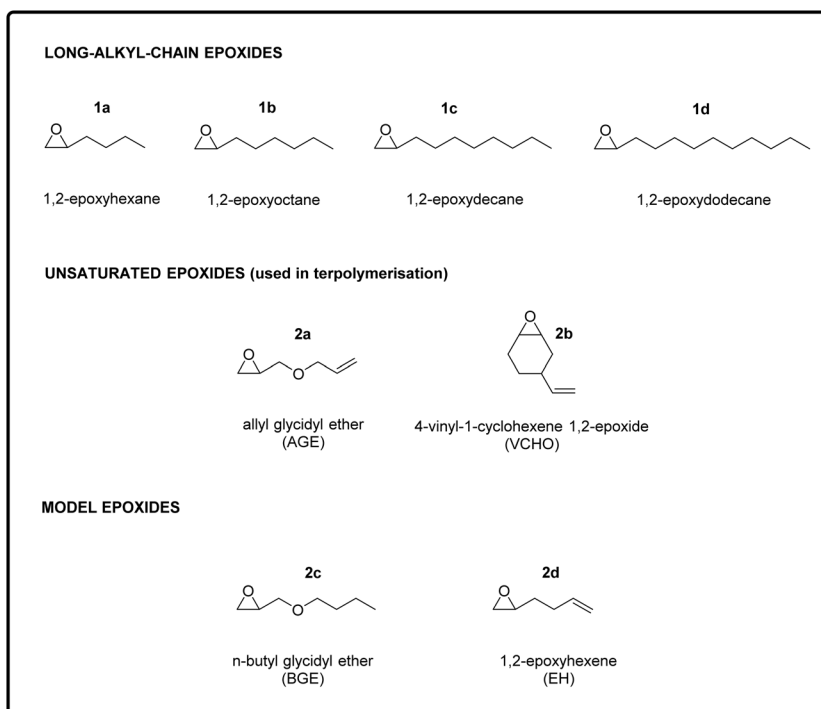 LONG-ALKYL-CHAIN EPOXIDES
1a
1b
1c
1d
O
O
O
O
1,2-epoxyhexane
1,2-epoxyoctane
1,2-epoxydecane
1,2-epoxydodecane
UNSATURATED EPOXIDES (used in terpolymerisation)
2a
2b
O
O
O
allyl glycidyl ether
(AGE)
4-vinyl-1-cyclohexene 1,2-epoxide
(VCHO)
MODEL EPOXIDES
2c
2d
O
O
O
n-butyl glycidyl ether
(BGE)
1,2-epoxyhexene
(EH)